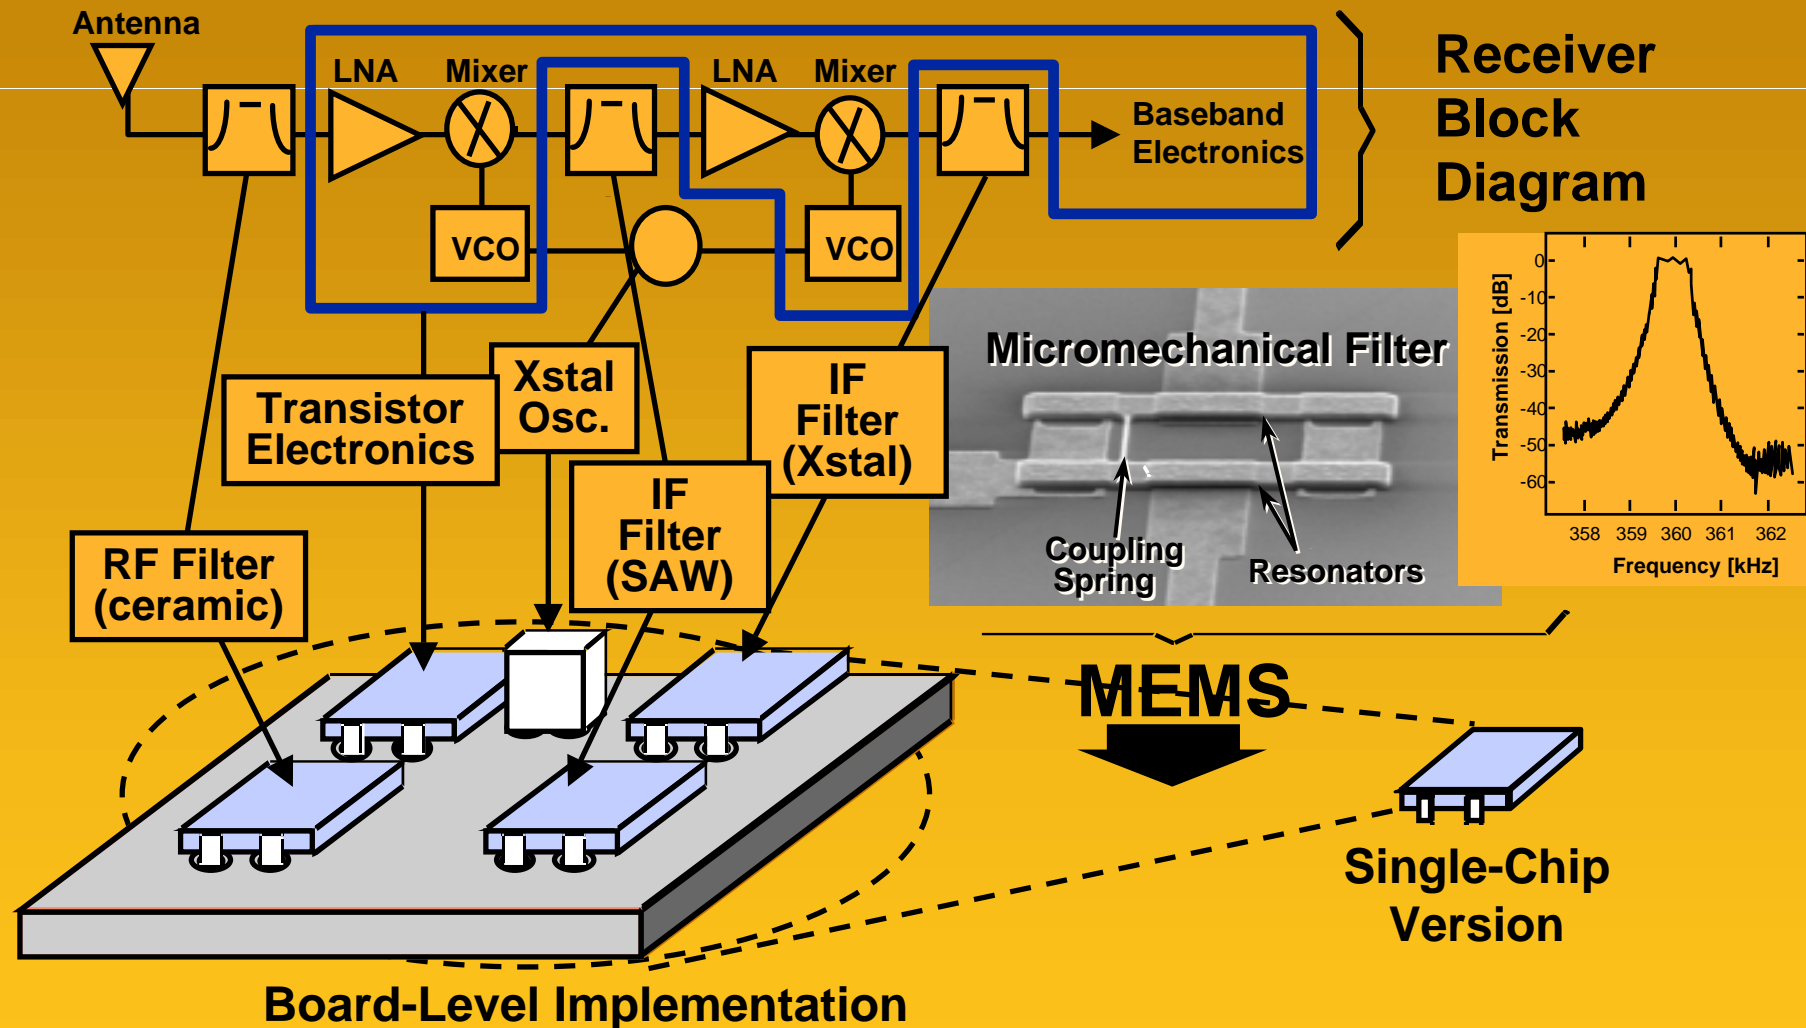 Antenna
LNA
Mixer
LNA
Mixer
Baseband
Electronics
VCO
VCO
Receiver
Block
Diagram
Transistor
Electronics
Xstal
Osc.
IF
Filter
(Xstal)
IF
Filter
(SAW)
RF Filter
(ceramic)
Micromechanical Filter
Coupling
Spring
Resonators
Transmission [dB]
0
-10
-20
-30
-40
-50
-60
358 359 360 361 362
Frequency [kHz]
MEMS
Single-Chip
Version
Board-Level Implementation